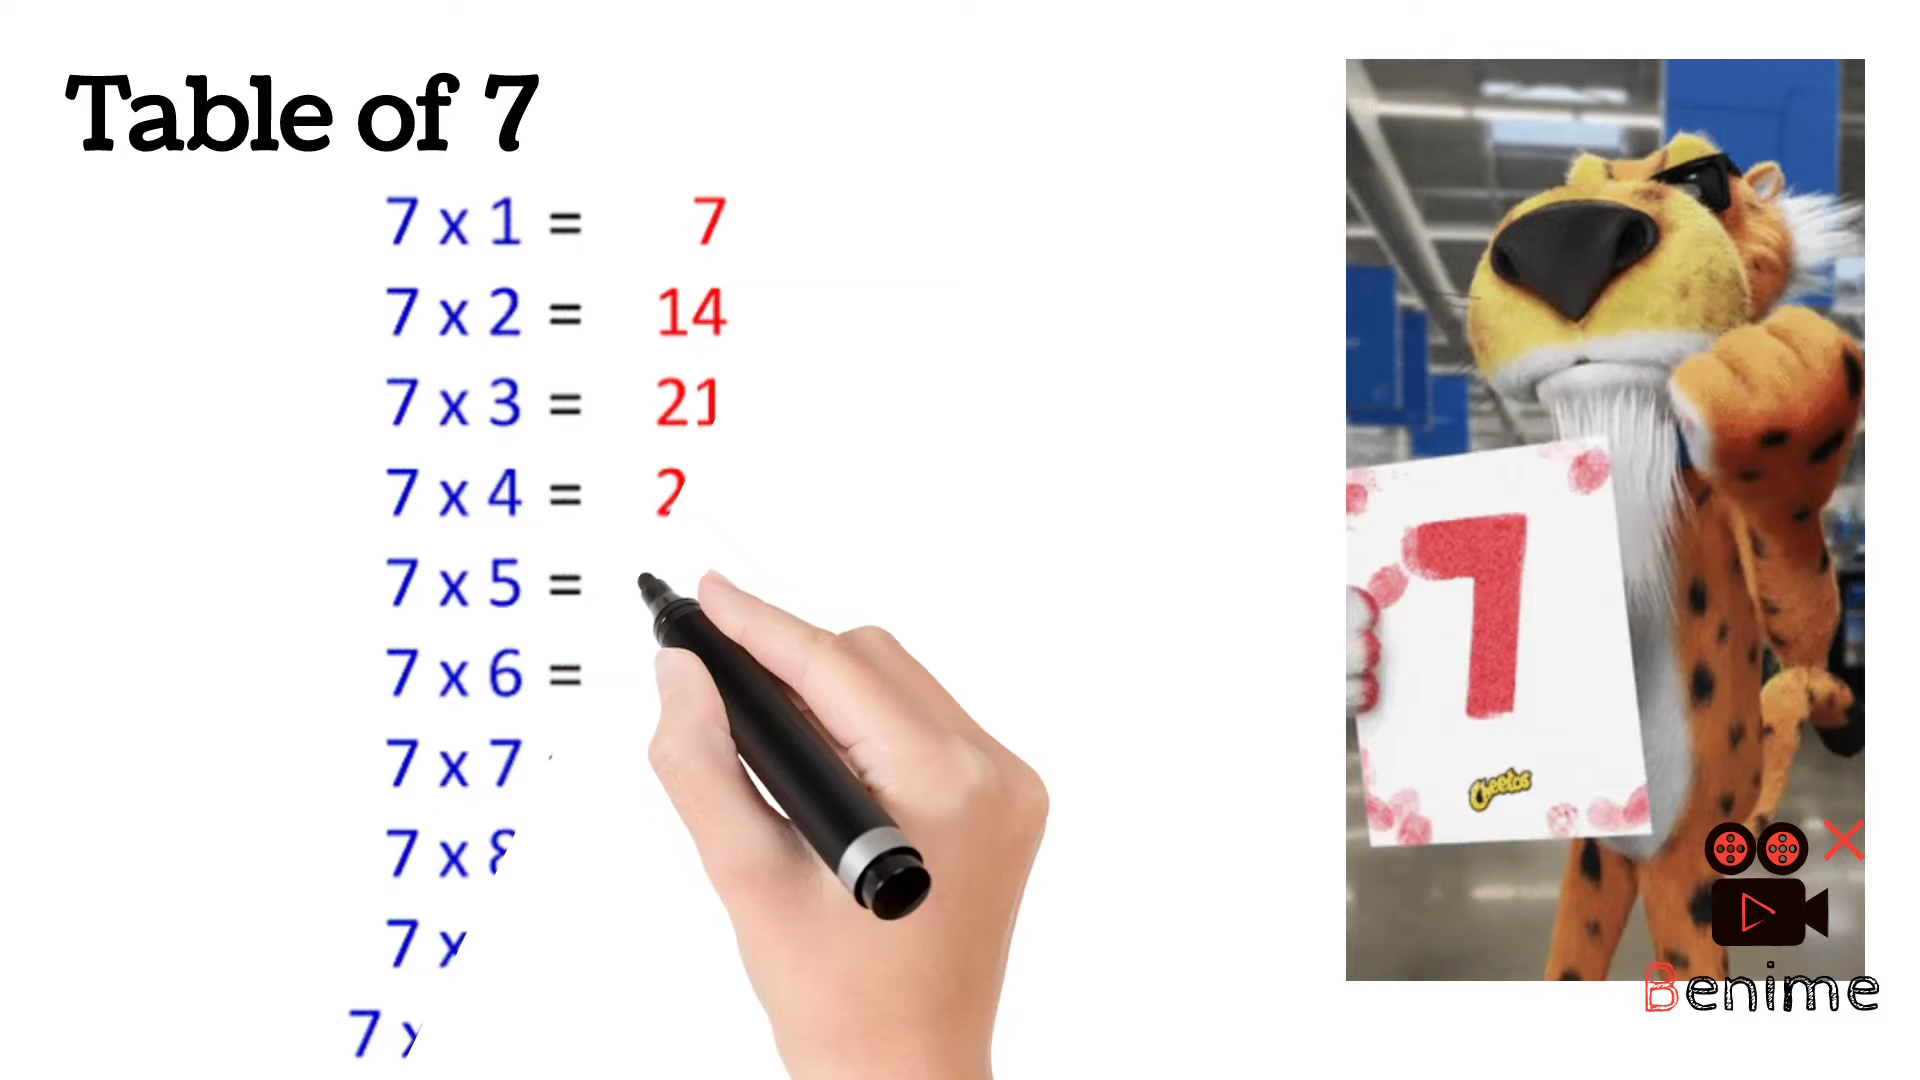 Table of 7
7 x 1 = 7
7 x 2 = 14
7 x 3 = 21
7 x 4 = 2
7 x 5 =
7 x 6 =
7 x 7
7 x 8
7 x
7
7
Cheetos
Benime